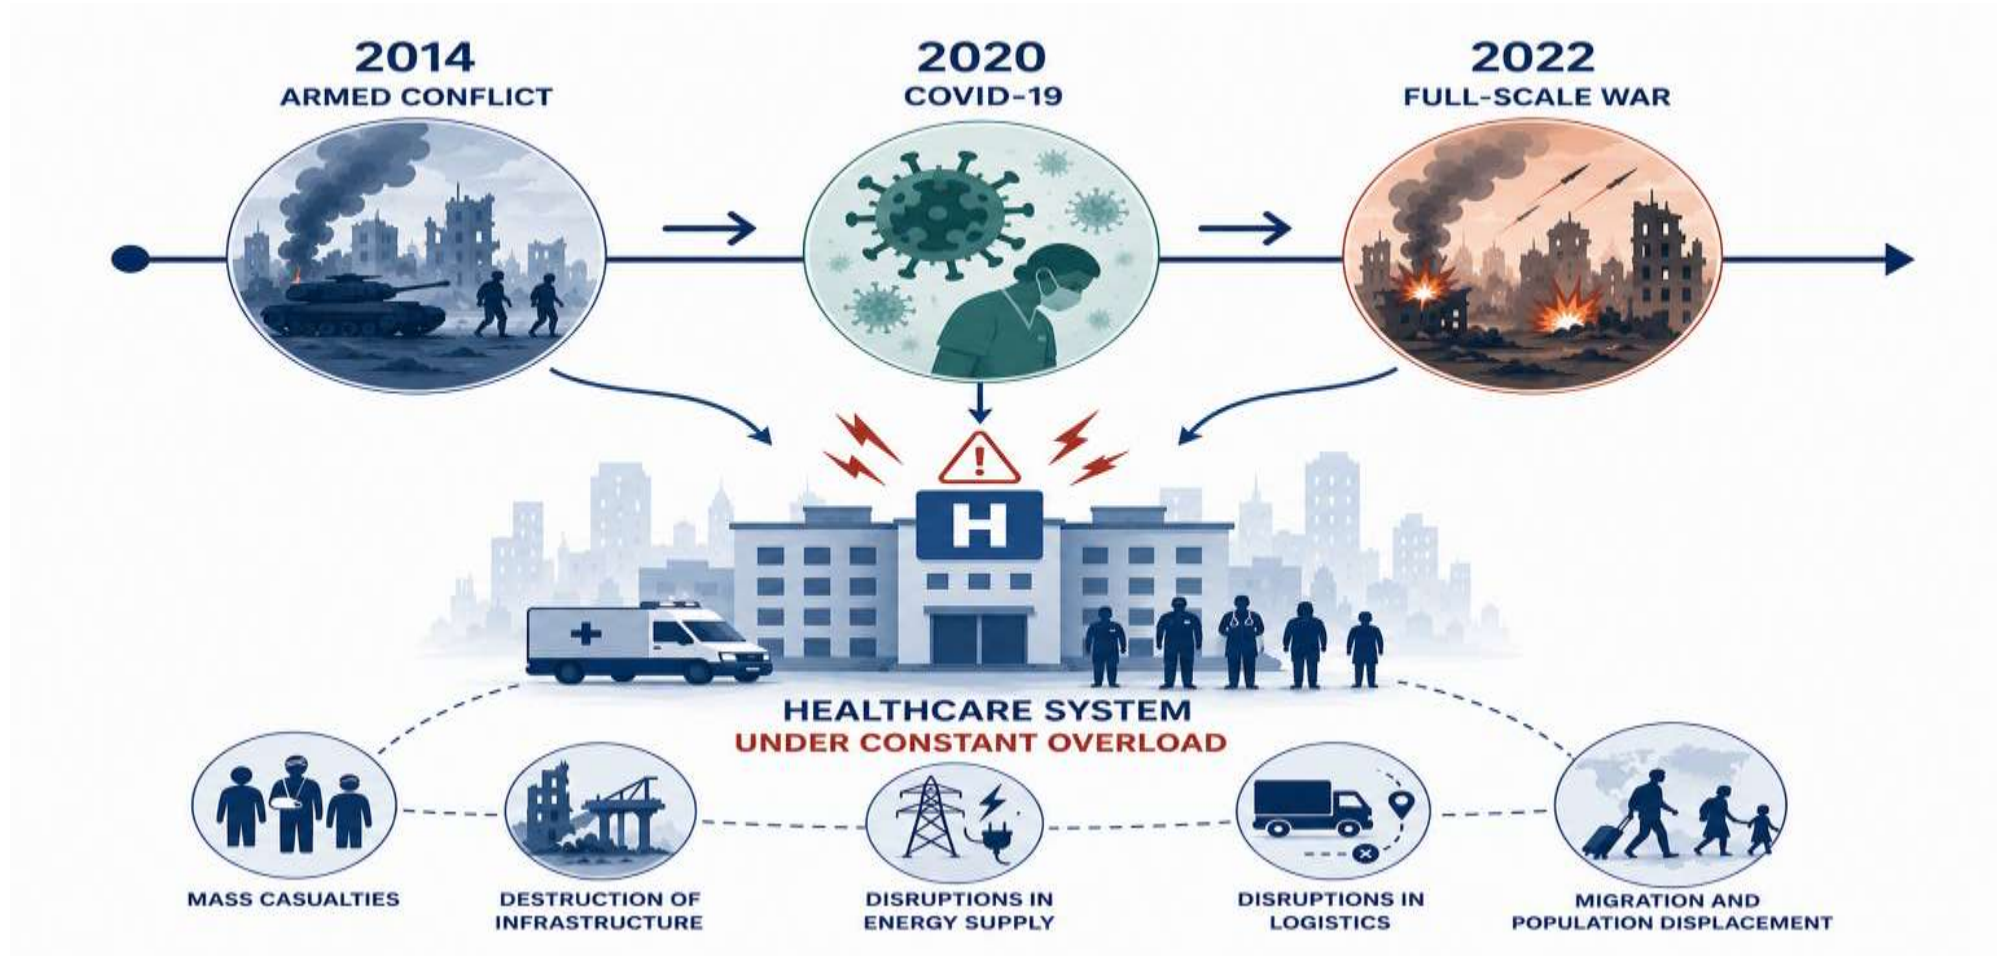 2014
ARMED CONFLICT
2020
COVID-19
2022
FULL-SCALE WAR
H
HEALTHCARE SYSTEM
UNDER CONSTANT OVERLOAD
MASS CASUALTIES
DESTRUCTION OF
INFRASTRUCTURE
DISRUPTIONS IN
ENERGY SUPPLY
DISRUPTIONS IN
LOGISTICS
MIGRATION AND
POPULATION DISPLACEMENT